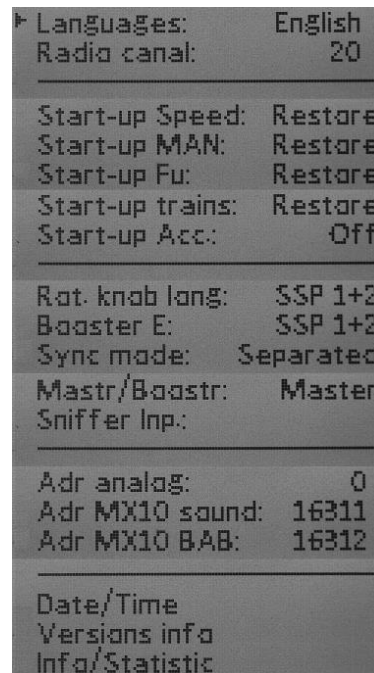 Languages: English
Radio canal: 20
Start-up Speed: Restore
Start-up MAN: Restore
Start-up Fu: Restore
Start-up trains: Restore
Start-up Acc.: Off
Rot. knob long: SSP 1+2
Booster E: SSP 1+2
Sync mode: Separated
Mastr/Boostr: Master
Sniffer Inp.:
Adr analog: 0
Adr MX10 sound: 16311
Adr MX10 BAB: 16312
Date/Time
Versions info
Info/Statistic